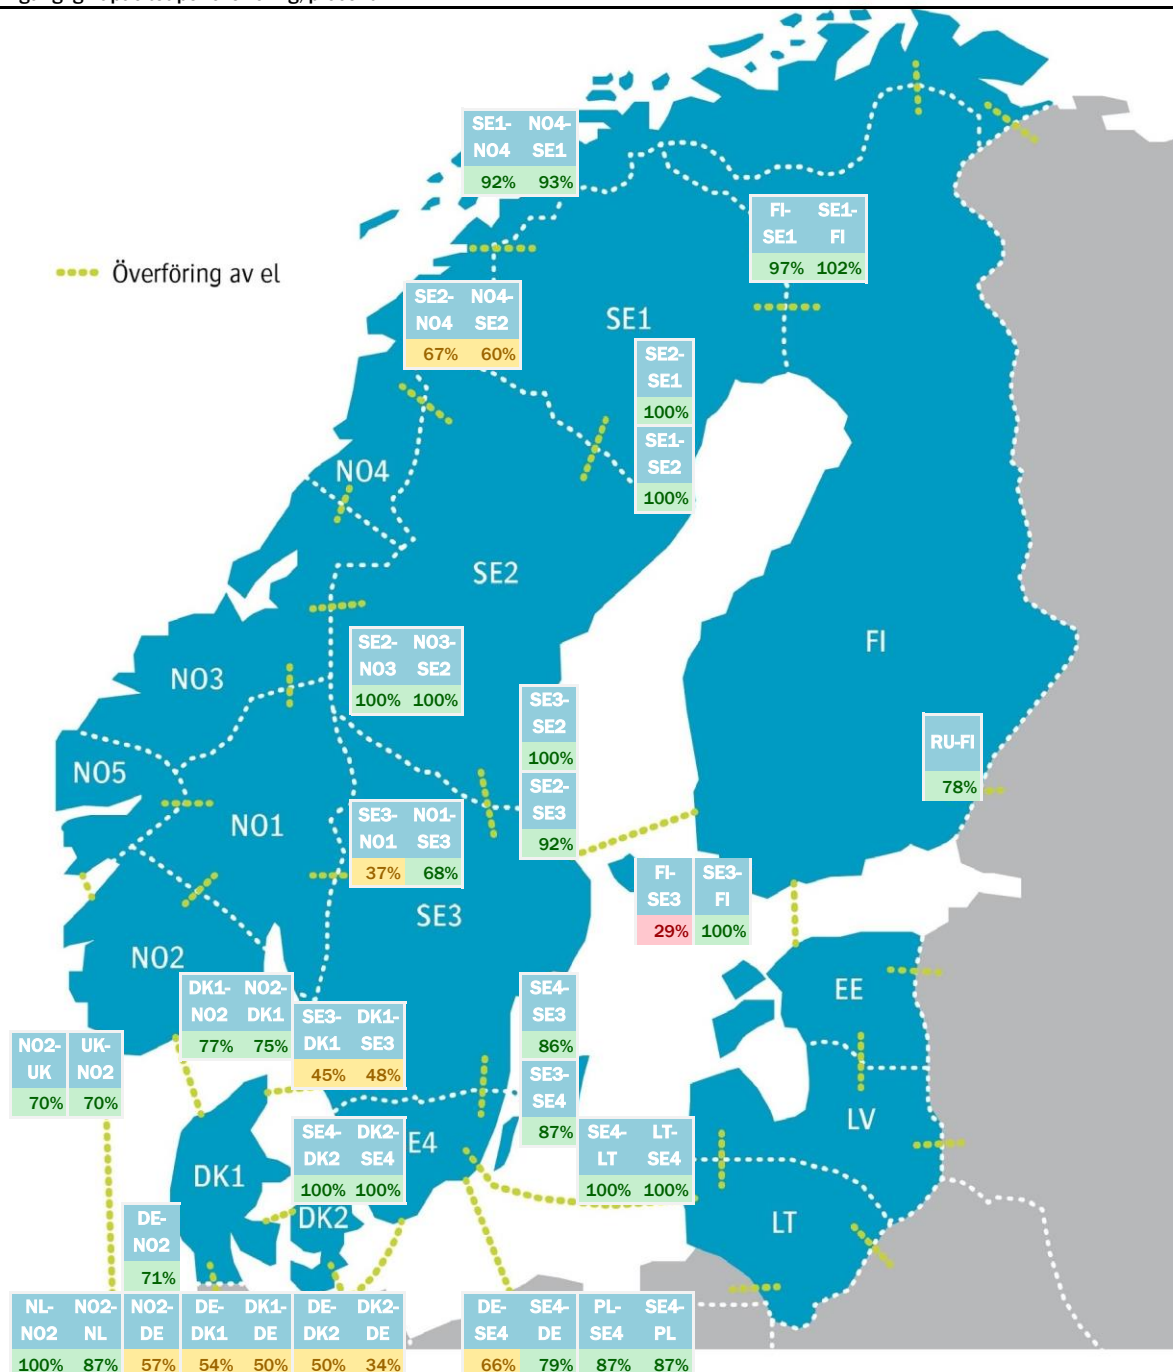 SE1- NO4-
NO4 SE1
92% 93%
FI- SE1-
SE1 FI
97% 102%
Överföring av el
SE2- NO4-
NO4 SE2
67% 60%
SE1
SE2-
SE1
100%
SE1-
SE2
100%
NO4
SE2
FI
SE2- NO3-
NO3 SE2
100% 100%
NO3
SE3-
SE2
100%
RU-FI
78%
NO5
SE2-
SE3
92%
NO1
SE3- NO1-
NO1 SE3
37% 68%
FI- SE3-
SE3 FI
29% 100%
SE3
NO2
DK1- NO2-
NO2 DK1
77% 75%
SE4-
SE3
86%
EE
SE3- DK1-
DK1 SE3
45% 48%
NO2- UK-
UK NO2
70% 70%
SE3-
SE4
87%
LV
SE4- DK2-
DK2 SE4
100% 100%
E4
SE4- LT-
LT SE4
100% 100%
DK1
DK2
LT
DE-
NO2
71%
NL- NO2- NO2- DE- DK1- DE- DK2-
NO2 NL DE DK1 DE DK2 DE
100% 87% 57% 54% 50% 50% 34%
DE- SE4- PL- SE4-
SE4 DE SE4 PL
66% 79% 87% 87%